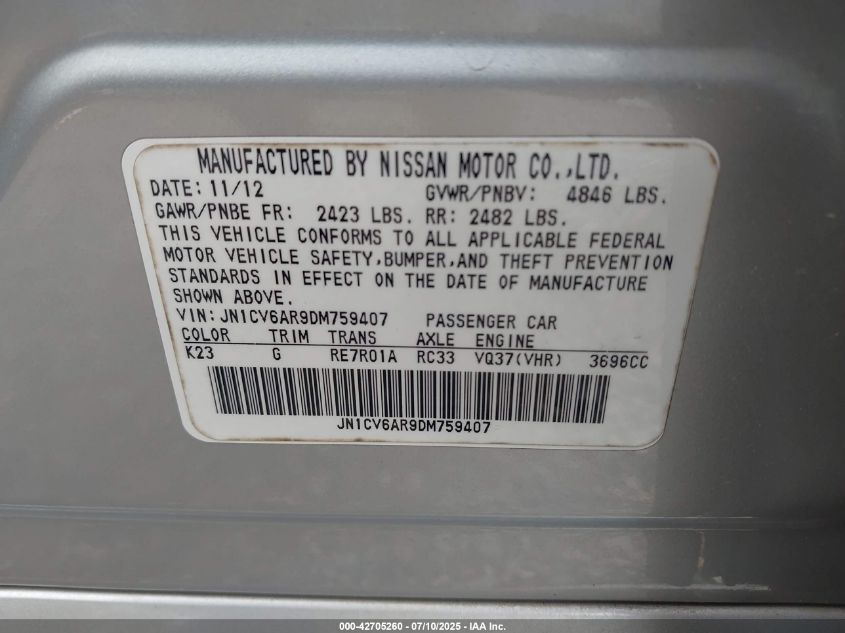 MANUFACTURED BY NISSAN MOTOR CO.,LTD.
DATE: 11/12 GVWR/PNBV: 4846 LBS.
GAWR/PNBE FR: 2423 LBS. RR: 2482 LBS.
THIS VEHICLE CONFORMS TO ALL APPLICABLE FEDERAL
MOTOR VEHICLE SAFETY,BUMPER,AND THEFT PREVENTION
STANDARDS IN EFFECT ON THE DATE OF MANUFACTURE
SHOWN ABOVE.
VIN: JN1CV6AR9DM759407 PASSENGER CAR
COLOR TRIM TRANS AXLE ENGINE
K23 G RE7R01A RC33 VQ37(VHR) 3696CC
JN1CV6AR9DM759407
000-42705260 - 07/10/2025 - IAA Inc.